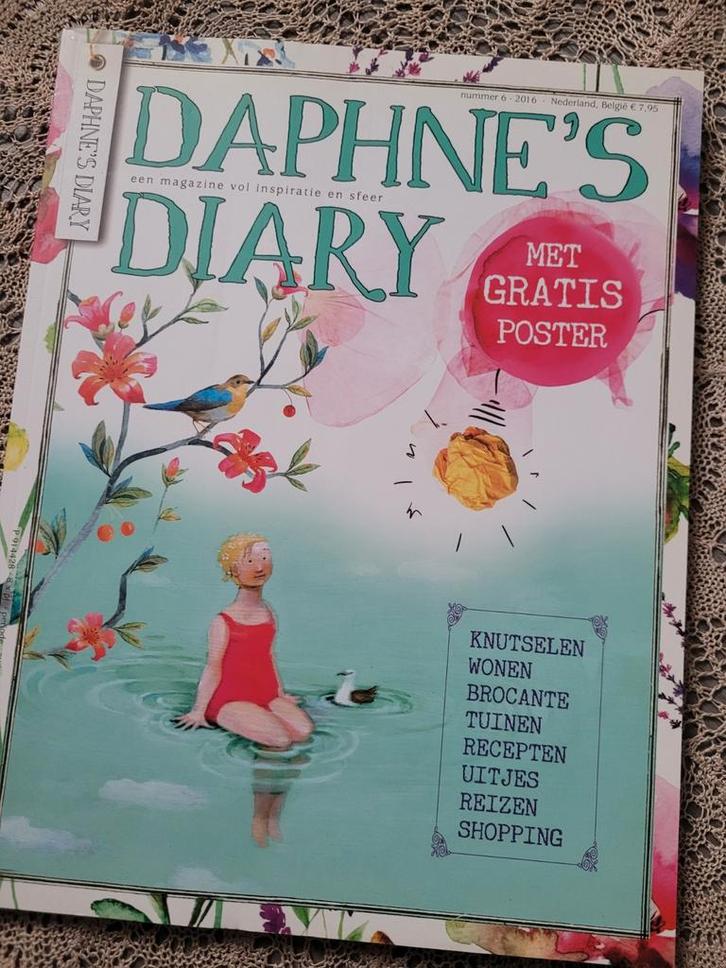 DAPHNE'S DIARY
nummer 6 - 2016 - Nederland, België € 7,95
DAPHNE'S
een magazine vol inspiratie en sfeer
DIARY
MET
GRATIS
POSTER
KNUTSELEN
WONEN
BROCANTE
TUINEN
RECEPTEN
UITJES
REIZEN
SHOPPING